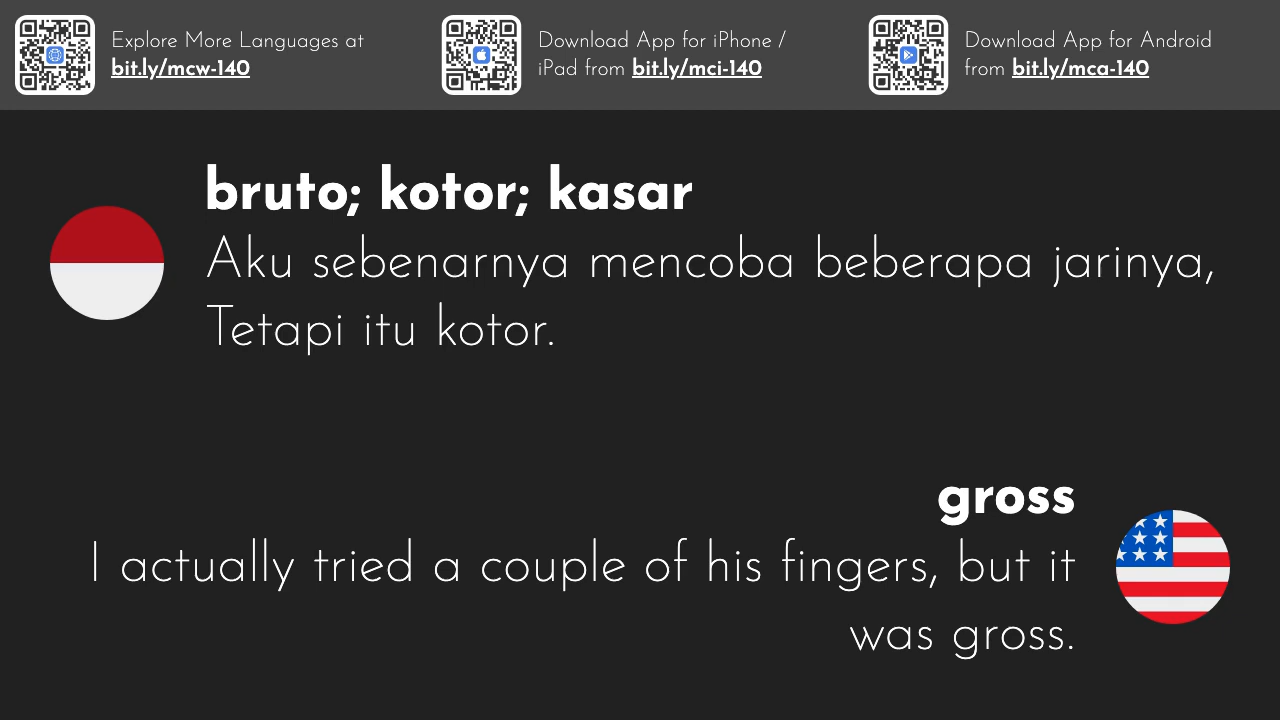 Explore More Languages at
bit.ly/mcw-140
Download App for iPhone /
iPad from bit.ly/mci-140
Download App for Android
from bit.ly/mca-140
bruto; kotor; kasar
Aku sebenarnya mencoba beberapa jarinya,
Tetapi itu kotor.
gross
I actually tried a couple of his fingers, but it
was gross.